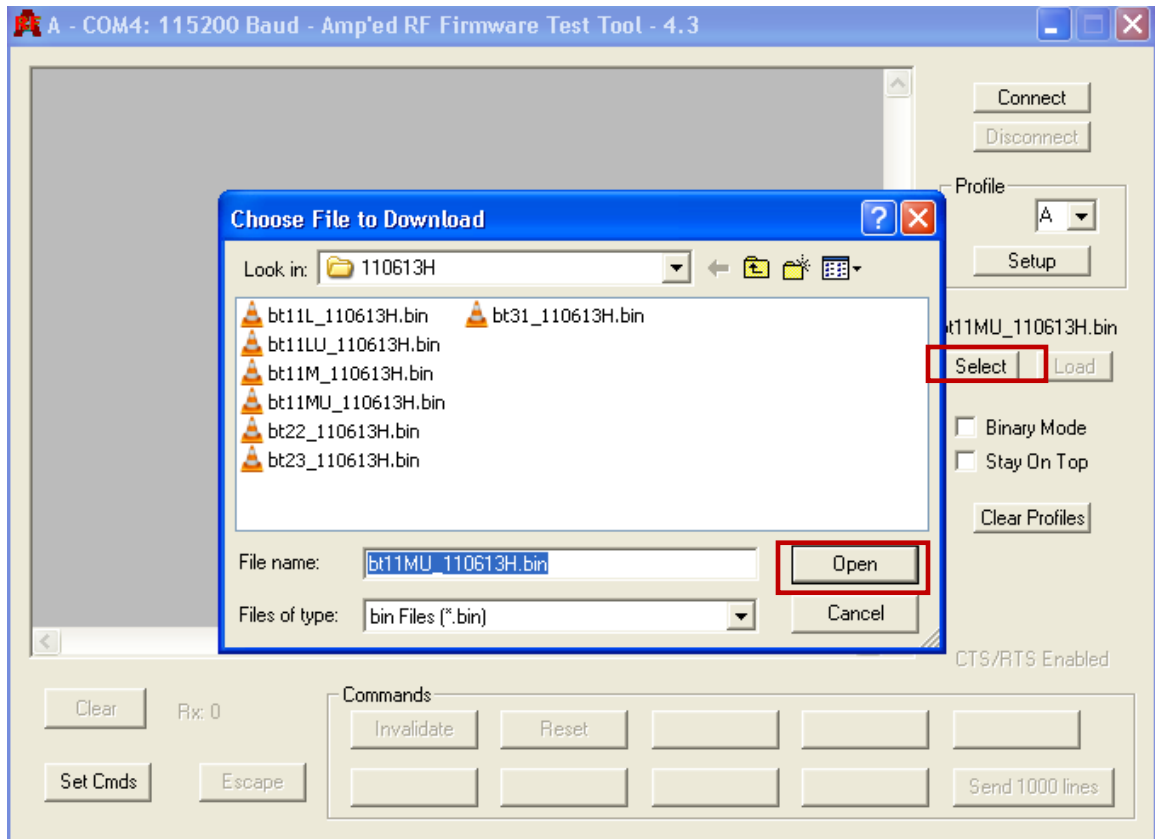 A - COM4: 115200 Baud - Amp'ed RF Firmware Test Tool - 4.3
Connect
Disconnect
Profile
A
Setup
Choose File to Download
Look in: 110613H
bt11L_110613H.bin bt31_110613H.bin
bt11LU_110613H.bin
bt11M_110613H.bin
bt11MU_110613H.bin
bt22_110613H.bin
bt23_110613H.bin
File name: bt11MU_110613H.bin Open
Files of type: bin Files (*.bin) Cancel
bt11MU_110613H.bin
Select Load
Binary Mode
Stay On Top
Clear Profiles
CTS/RTS Enabled
Clear Rx: 0
Commands
Invalidate Reset
Set Cmds Escape
Send 1000 lines